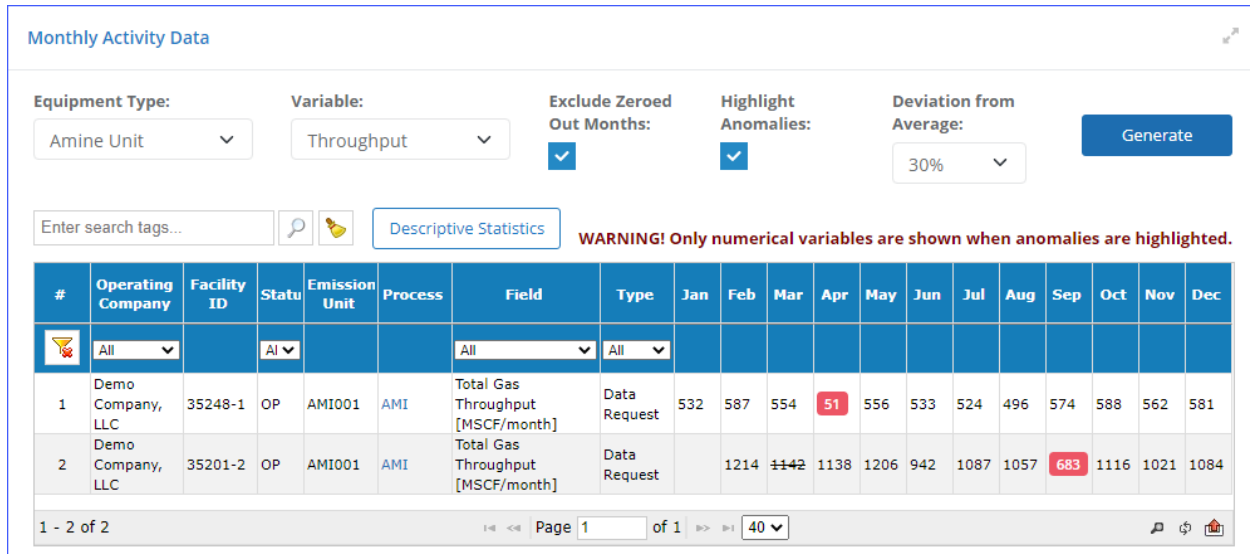 Monthly Activity Data
Equipment Type: Variable: Exclude Zeroed Highlight Deviation from
Out Months: Anomalies: Average:
Amine Unit Throughput 30% Generate
Enter search tags... Descriptive Statistics WARNING! Only numerical variables are shown when anomalies are highlighted.
# Operating Company Facility ID Statu Emission Unit Process Field Type Jan Feb Mar Apr May Jun Jul Aug Sep Oct Nov Dec
All Al All All
1 Demo Company, LLC 35248-1 OP AMI001 AMI Total Gas Throughput [MSCF/month] Data Request 532 587 554 51 556 533 524 496 574 588 562 581
2 Demo Company, LLC 35201-2 OP AMI001 AMI Total Gas Throughput [MSCF/month] Data Request 1214 1142 1138 1206 942 1087 1057 683 1116 1021 1084
1 - 2 of 2 Page 1 of 1 40